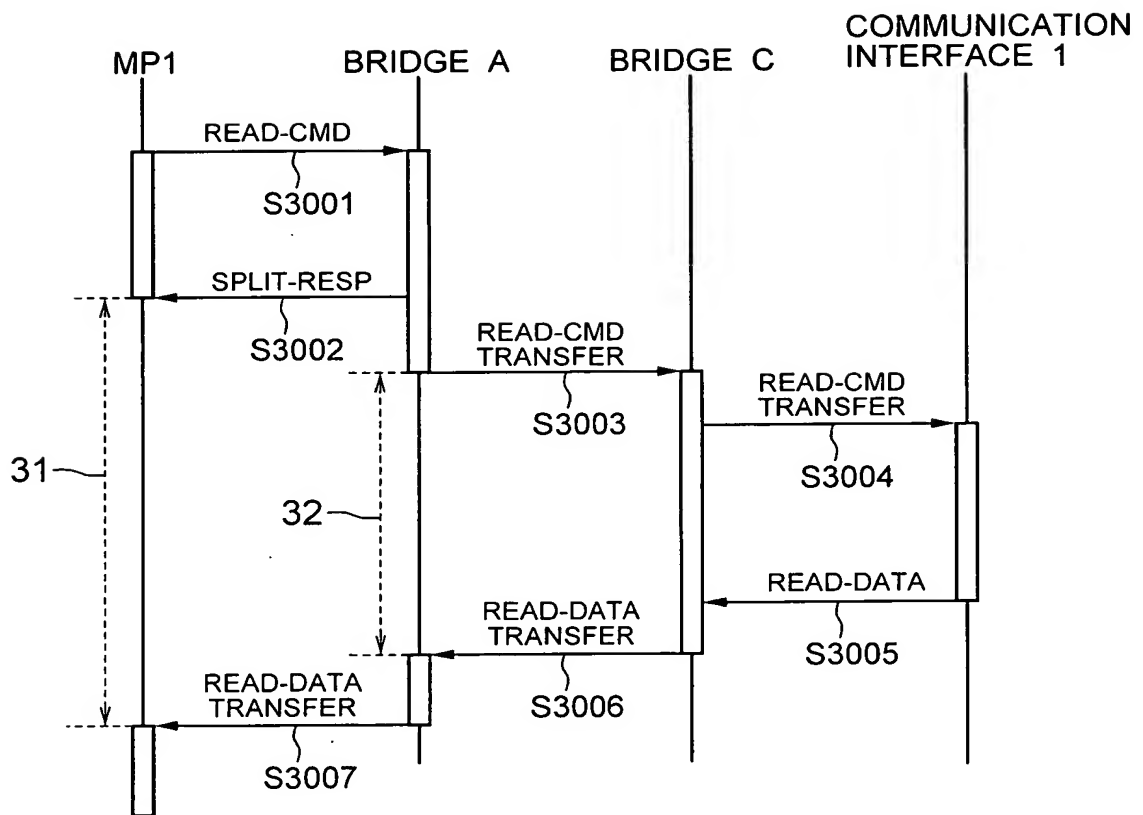 MP1
BRIDGE A
BRIDGE C
COMMUNICATION
INTERFACE 1
READ-CMD
S3001
SPLIT-RESP
S3002
READ-CMD
TRANSFER
S3003
READ-CMD
TRANSFER
S3004
31
32
READ-DATA
S3005
READ-DATA
TRANSFER
S3006
READ-DATA
TRANSFER
S3007